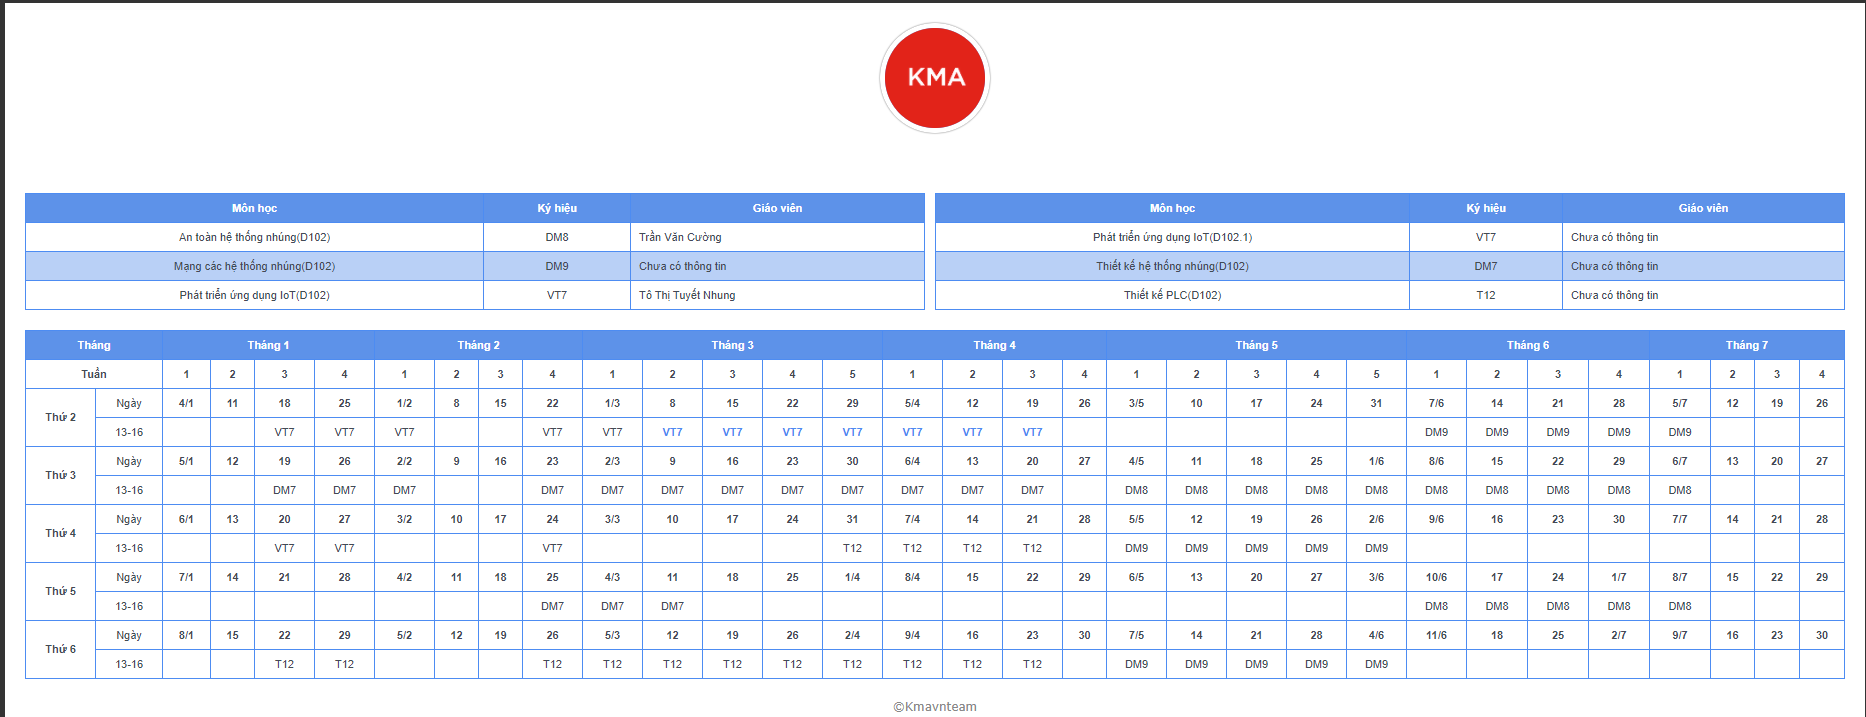 KMA
Môn học Ký hiệu Giáo viên
An toàn hệ thống nhúng(D102) DM8 Trần Văn Cường
Mạng các hệ thống nhúng(D102) DM9 Chưa có thông tin
Phát triển ứng dụng IoT(D102) VT7 Tô Thị Tuyết Nhung
Môn học Ký hiệu Giáo viên
Phát triển ứng dụng IoT(D102.1) VT7 Chưa có thông tin
Thiết kế hệ thống nhúng(D102) DM7 Chưa có thông tin
Thiết kế PLC(D102) T12 Chưa có thông tin
Tháng Tháng 1 Tháng 2 Tháng 3 Tháng 4 Tháng 5 Tháng 6 Tháng 7
Tuần 1 2 3 4 1 2 3 4 1 2 3 4 5 1 2 3 4 1 2 3 4 5 1 2 3 4 1 2 3 4
Thứ 2
Ngày 4/1 11 18 25 1/2 8 15 22 1/3 8 15 22 29 5/4 12 19 26 3/5 10 17 24 31 7/6 14 21 28 5/7 12 19 26
13-16 VT7 VT7 VT7 VT7 VT7 VT7 VT7 VT7 VT7 VT7 VT7 VT7 DM9 DM9 DM9 DM9 DM9
Thứ 3
Ngày 5/1 12 19 26 2/2 9 16 23 2/3 9 16 23 30 6/4 13 20 27 4/5 11 18 25 1/6 8/6 15 22 29 6/7 13 20 27
13-16 DM7 DM7 DM7 DM7 DM7 DM7 DM7 DM7 DM7 DM7 DM7 DM7 DM8 DM8 DM8 DM8 DM8 DM8 DM8 DM8 DM8 DM8
Thứ 4
Ngày 6/1 13 20 27 3/2 10 17 24 3/3 10 17 24 31 7/4 14 21 28 5/5 12 19 26 2/6 9/6 16 23 30 7/7 14 21 28
13-16 VT7 VT7 VT7 T12 T12 T12 T12 DM9 DM9 DM9 DM9 DM9
Thứ 5
Ngày 7/1 14 21 28 4/2 11 18 25 4/3 11 18 25 1/4 8/4 15 22 29 6/5 13 20 27 3/6 10/6 17 24 1/7 8/7 15 22 29
13-16 DM7 DM7 DM7 DM8 DM8 DM8 DM8 DM8
Thứ 6
Ngày 8/1 15 22 29 5/2 12 19 26 5/3 12 19 26 2/4 9/4 16 23 30 7/5 14 21 28 4/6 11/6 18 25 2/7 9/7 16 23 30
13-16 T12 T12 T12 T12 T12 T12 T12 T12 T12 T12 T12 DM9 DM9 DM9 DM9 DM9
©Kmavnteam